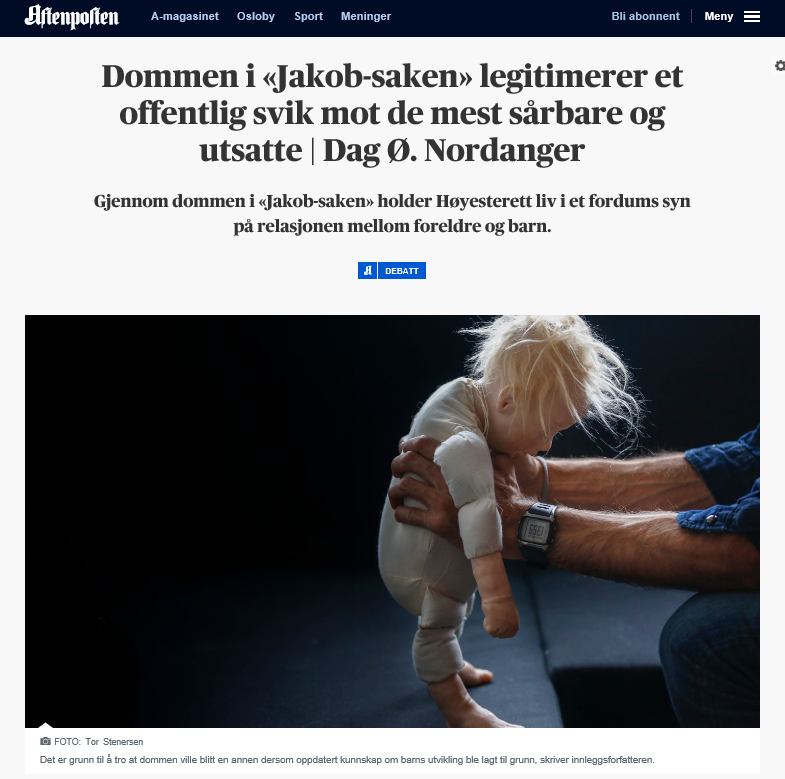 Aftenposten A-magasinet Osloby Sport Meninger Bli abonnent Meny
Dommen i «Jakob-saken» legitimerer et
offentlig svik mot de mest sårbare og
utsatte | Dag Ø. Nordanger
Gjennom dommen i «Jakob-saken» holder Høyesterett liv i et fordums syn
på relasjonen mellom foreldre og barn.
A DEBATT
FOTO: Tor Stenersen
Det er grunn til å tro at dommen ville blitt en annen dersom oppdatert kunnskap om barns utvikling ble lagt til grunn, skriver innleggsforfatteren.